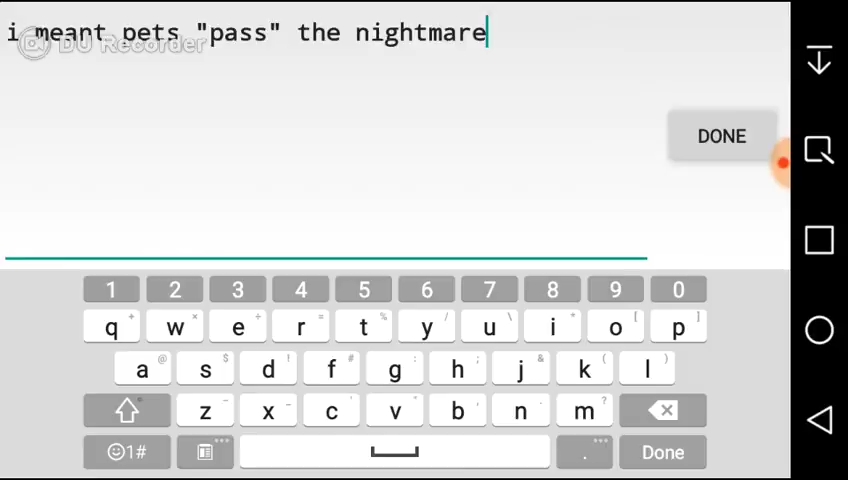 i meant pets "pass" the nightmare
DU Recorder
DONE
1 2 3 4 5 6 7 8 9 0
+ × ÷ = % / \ * [ ]
q w e r t y u i o p
@ $ ! # : ; & ( )
a s d f g h j k l
z x c v b n m ?
1# . Done